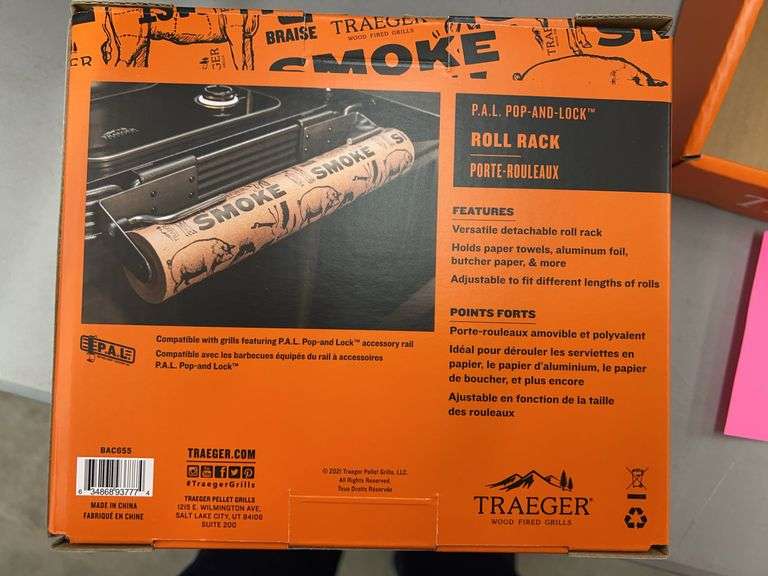 BRAISE
TRAEGER
WOOD FIRED GRILLS
SMOKE
P.A.L. POP-AND-LOCK™
ROLL RACK
PORTE-ROULEAUX
SMOKE
SMOKE
FEATURES
Versatile detachable roll rack
Holds paper towels, aluminum foil,
butcher paper, & more
Adjustable to fit different lengths of rolls
POINTS FORTS
Porte-rouleaux amovible et polyvalent
Idéal pour dérouler les serviettes en
papier, le papier d'aluminium, le papier
de boucher, et plus encore
Ajustable en fonction de la taille
des rouleaux
P.A.L.
Compatible with grills featuring P.A.L. Pop-and Lock™ accessory rail
Compatible avec les barbecues équipés du rail à accessoires
P.A.L. Pop-and Lock™
BAC655
6 34868 93777 4
MADE IN CHINA
FABRIQUÉ EN CHINE
TRAEGER.COM
#TraegerGrills
TRAEGER PELLET GRILLS
1215 E. WILMINGTON AVE,
SALT LAKE CITY, UT 84106
SUITE 200
© 2021 Traeger Pellet Grills, LLC.
All Rights Reserved.
Tous Droits Réservés
TRAEGER®
WOOD FIRED GRILLS